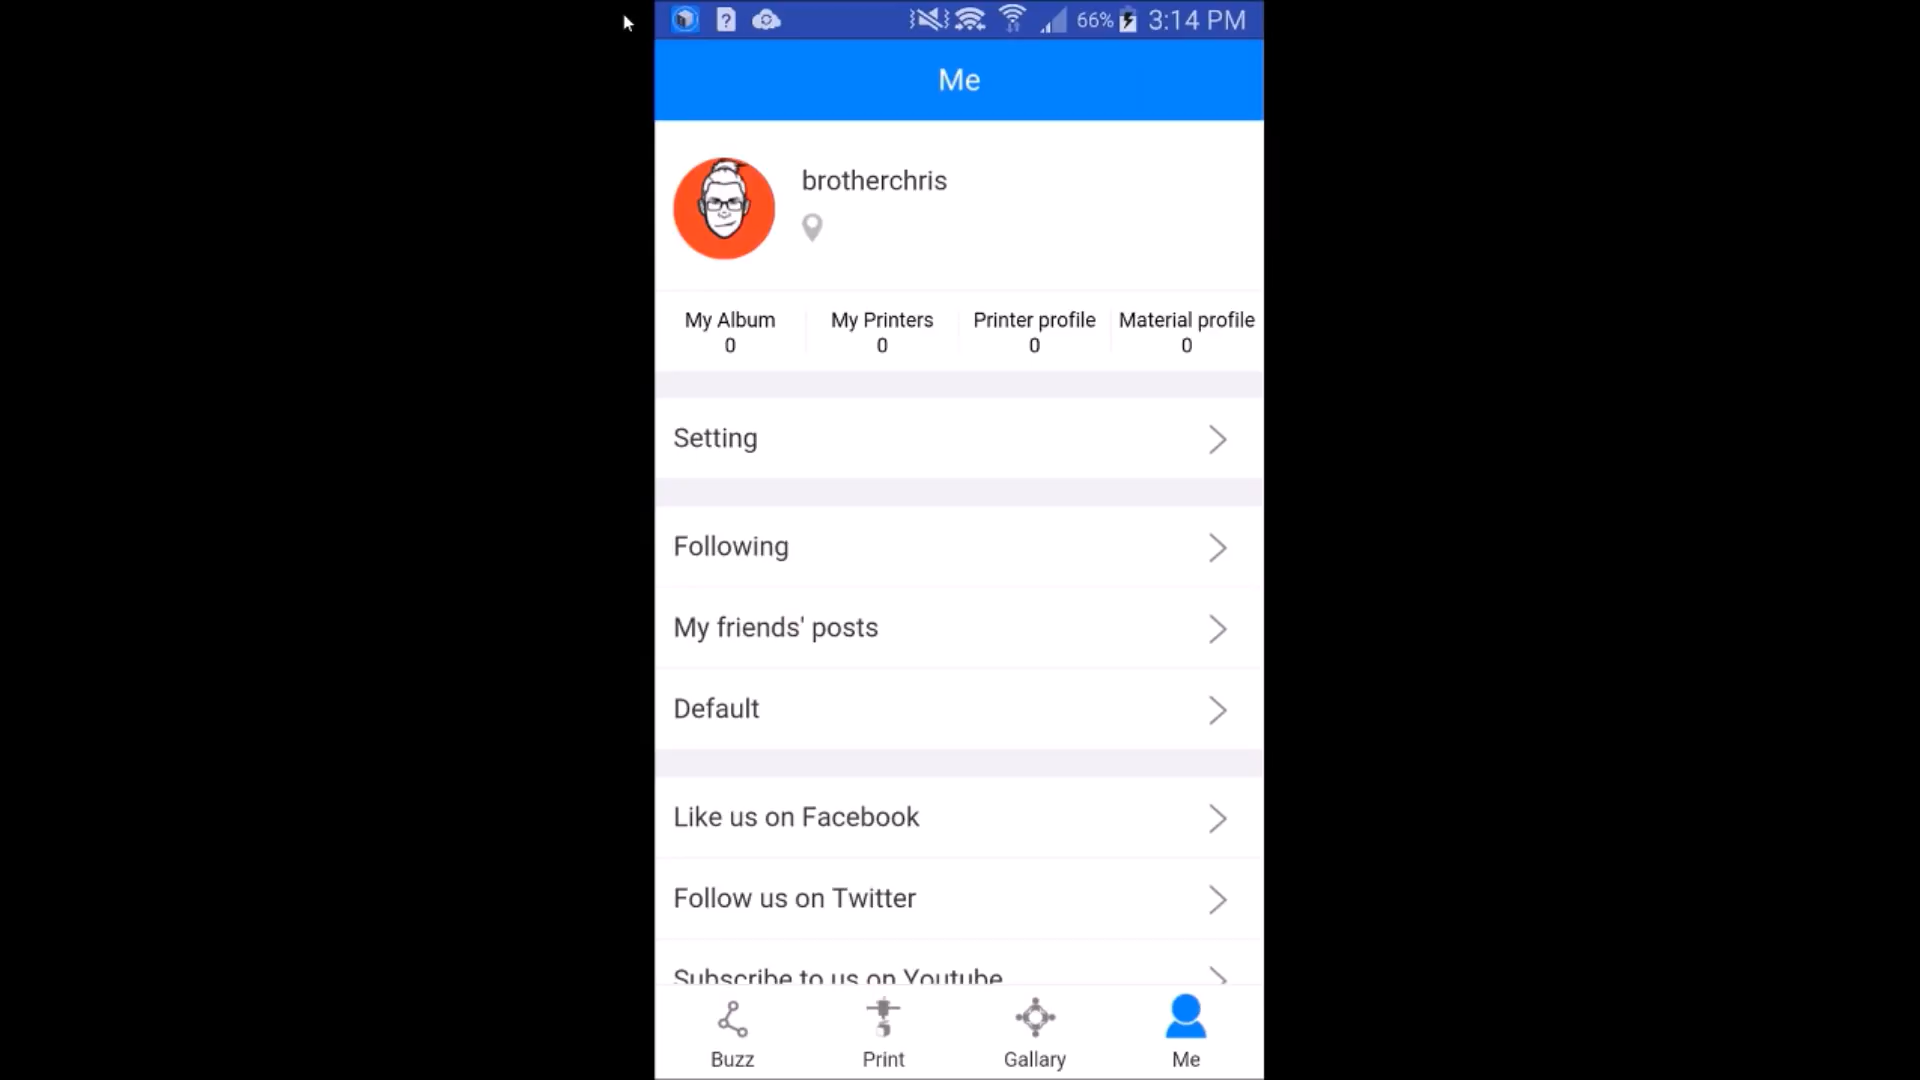 66% 3:14 PM
Me
brotherchris
My Album
0
My Printers
0
Printer profile
0
Material profile
0
Setting
Following
My friends' posts
Default
Like us on Facebook
Follow us on Twitter
Subscribe to us on Youtube
Buzz
Print
Gallary
Me